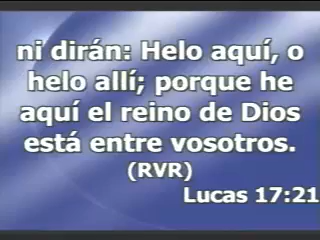 ni dirán: Helo aquí, o
helo allí; porque he
aquí el reino de Dios
está entre vosotros.
(RVR)
Lucas 17:21